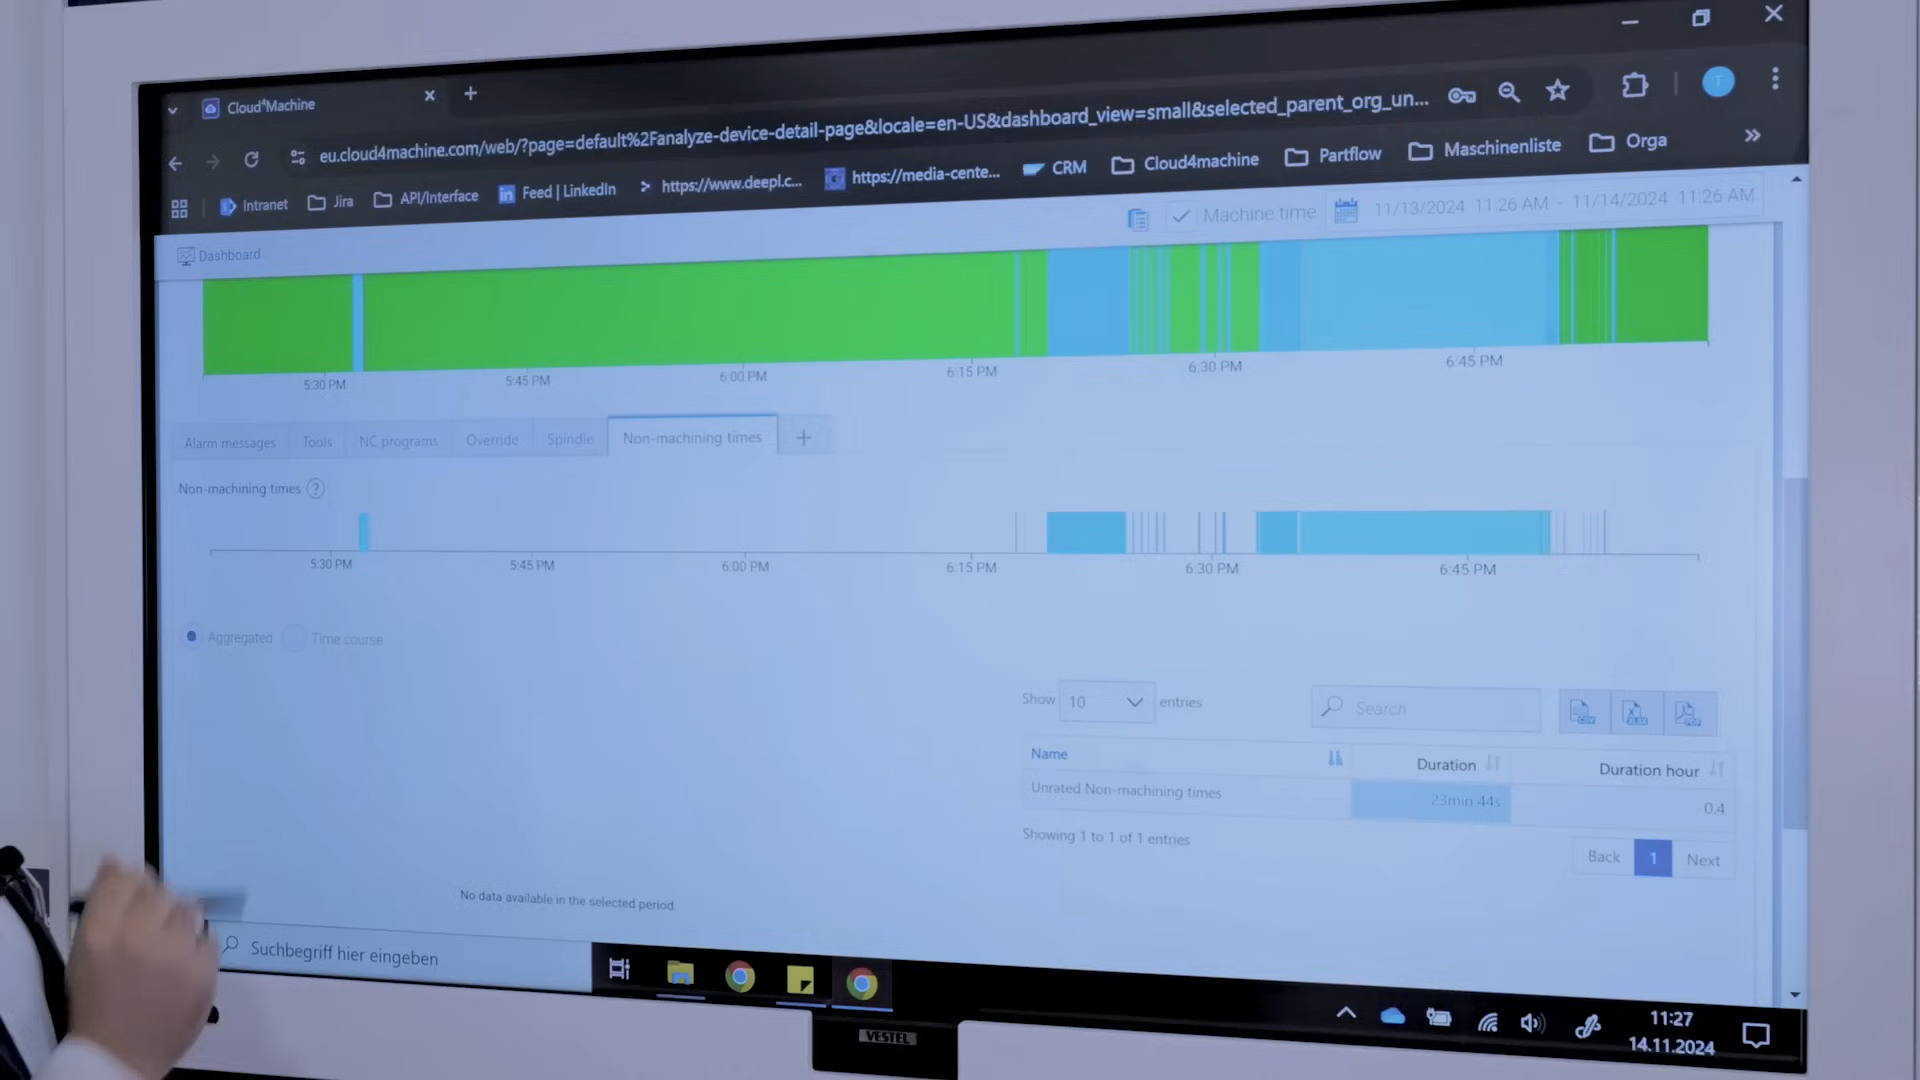 Cloud⁴Machine
eu.cloud4machine.com/web/?page=default%2Fanalyze-device-detail-page&locale=en-US&dashboard_view=small&selected_parent_org_un...
T
Intranet Jira API/Interface Feed | LinkedIn https://www.deepl.c... https://media-cente... CRM Cloud4machine Partflow Maschinenliste Orga
Dashboard
Machine time 11/13/2024 11:26 AM - 11/14/2024 11:26 AM
5:30 PM 5:45 PM 6:00 PM 6:15 PM 6:30 PM 6:45 PM
Alarm messages Tools NC programs Override Spindle Non-machining times +
Non-machining times ?
5:30 PM 5:45 PM 6:00 PM 6:15 PM 6:30 PM 6:45 PM
Aggregated Time course
Show 10 entries Search CSV XLSX PDF
Name Duration Duration hour
Unrated Non-machining times 23min 44s 0.4
Showing 1 to 1 of 1 entries
Back 1 Next
No data available in the selected period.
Suchbegriff hier eingeben
11:27
14.11.2024
VESTEL